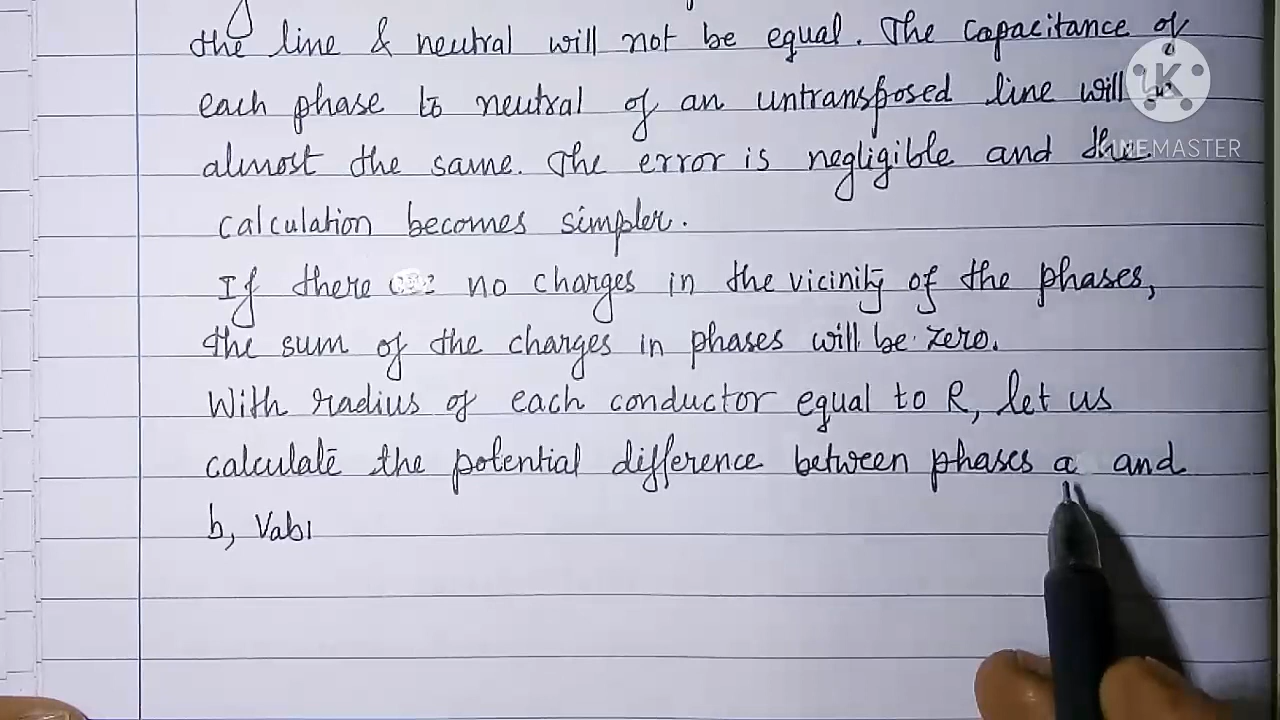 the line & neutral will not be equal. The capacitance of
each phase to neutral of an untransposed line will
almost the same. The error is negligible and the
calculation becomes simpler.
If there no charges in the vicinity of the phases,
the sum of the charges in phases will be zero.
With radius of each conductor equal to R, let us
calculate the potential difference between phases a and
b, Vab1
K
KINEMASTER